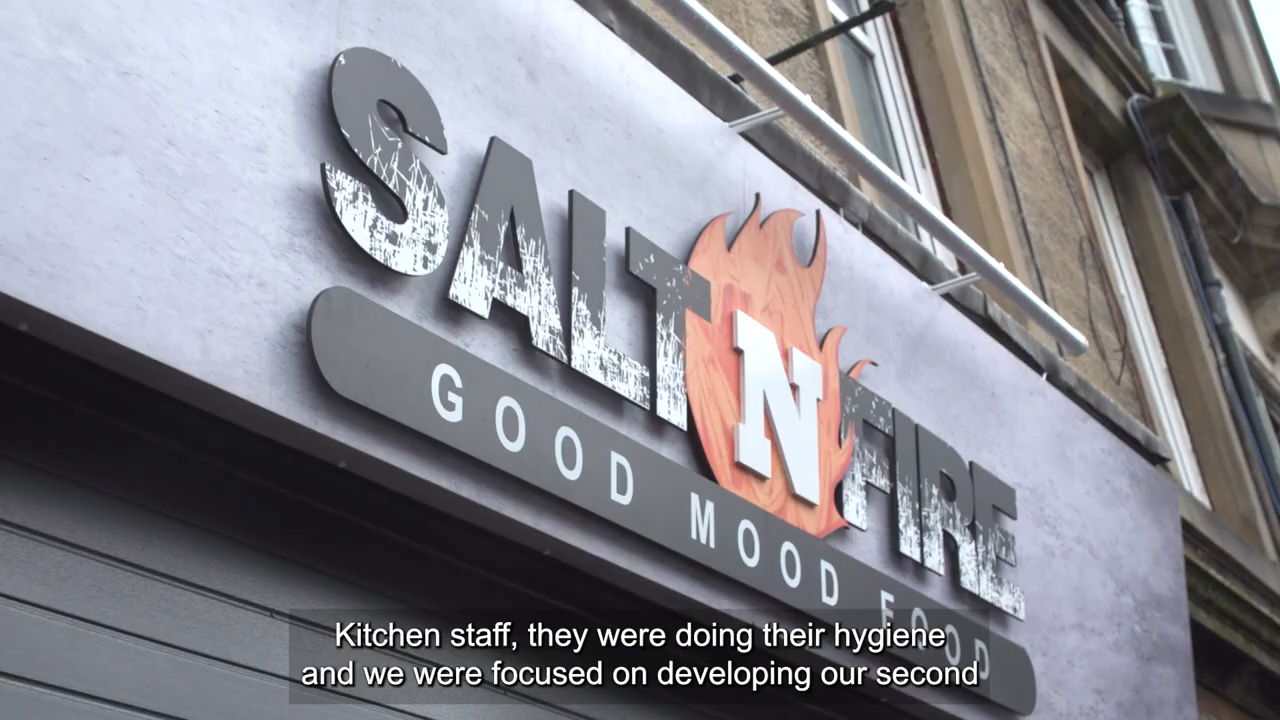 SALT N FIRE
GOOD MOOD FOOD
Kitchen staff, they were doing their hygiene
and we were focused on developing our second